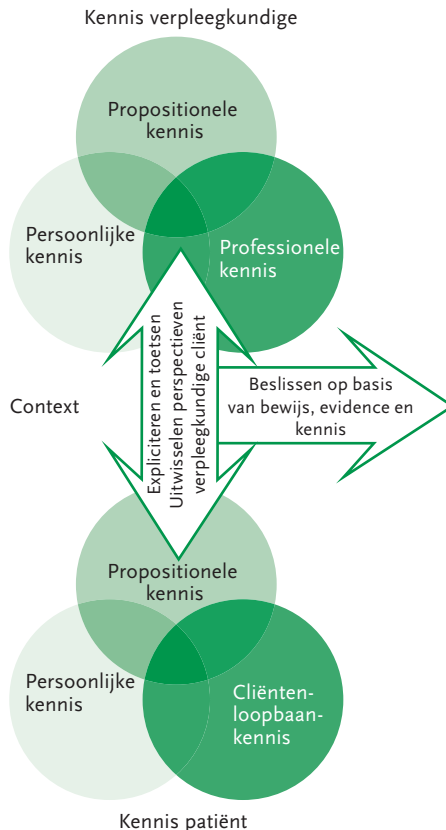 Kennis verpleegkundige
Propositionele
kennis
Persoonlijke
kennis
Professionele
kennis
Expliciteren en toetsen
Uitwisselen perspectieven
verpleegkundige cliënt
Beslissen op basis
van bewijs, evidence en
kennis
Context
Propositionele
kennis
Persoonlijke
kennis
Cliënten-
loopbaan-
kennis
Kennis patiënt